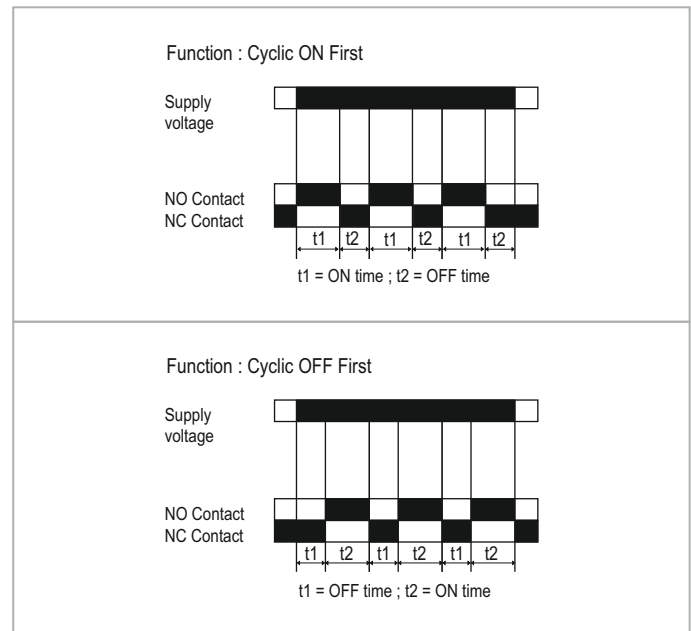 Function : Cyclic ON First
Supply
voltage
NO Contact
NC Contact
t1 t2 t1 t2 t1 t2
t1 = ON time ; t2 = OFF time
Function : Cyclic OFF First
Supply
voltage
NO Contact
NC Contact
t1 t2 t1 t2 t1 t2
t1 = OFF time ; t2 = ON time